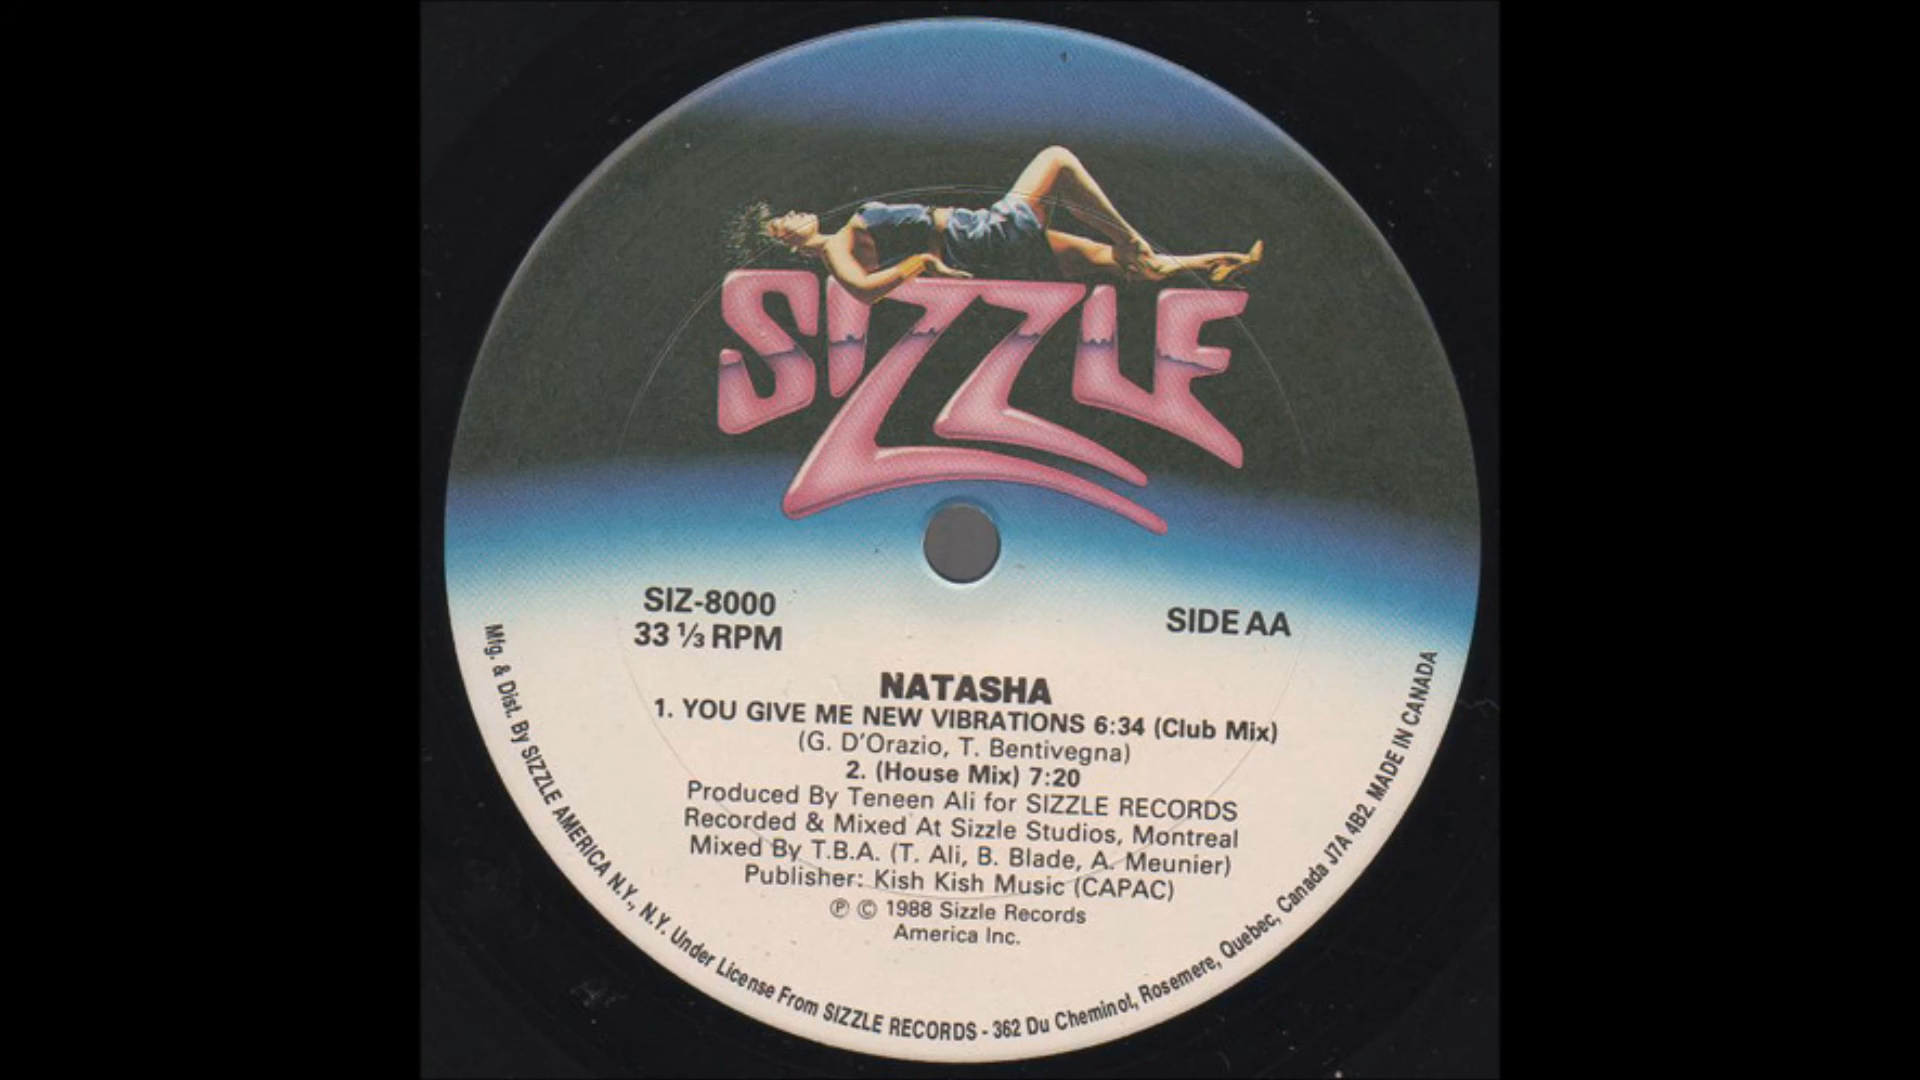 SIZZLE
SIZ-8000
33 ⅓ RPM
SIDE AA
NATASHA
1. YOU GIVE ME NEW VIBRATIONS 6:34 (Club Mix)
(G. D'Orazio, T. Bentivegna)
2. (House Mix) 7:20
Produced By Teneen Ali for SIZZLE RECORDS
Recorded & Mixed At Sizzle Studios, Montreal
Mixed By T.B.A. (T. Ali, B. Blade, A. Meunier)
Publisher: Kish Kish Music (CAPAC)
℗ © 1988 Sizzle Records
America Inc.
Mfg. & Dist. By SIZZLE AMERICA N.Y., N.Y. Under License From SIZZLE RECORDS - 362 Du Cheminot, Rosemere, Quebec, Canada J7A 4B2. MADE IN CANADA